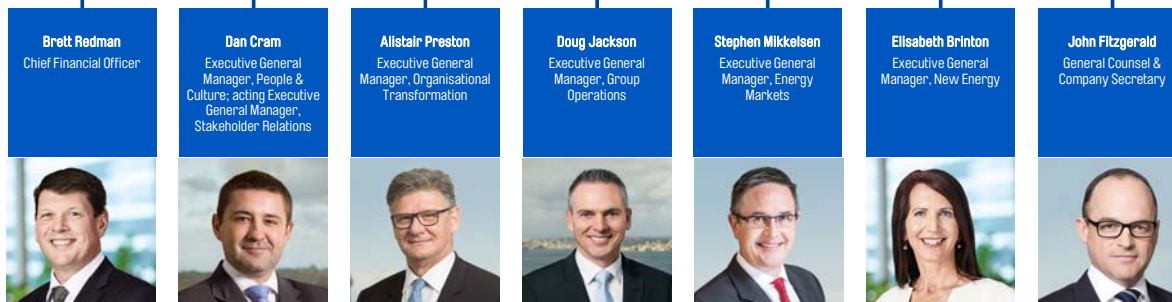 Brett Redman
Chief Financial Officer
Dan Cram
Executive General
Manager, People &
Culture; acting Executive
General Manager,
Stakeholder Relations
Alistair Preston
Executive General
Manager, Organisational
Transformation
Doug Jackson
Executive General
Manager, Group
Operations
Stephen Mikkelsen
Executive General
Manager, Energy
Markets
Elisabeth Brinton
Executive General
Manager, New Energy
John Fitzgerald
General Counsel &
Company Secretary